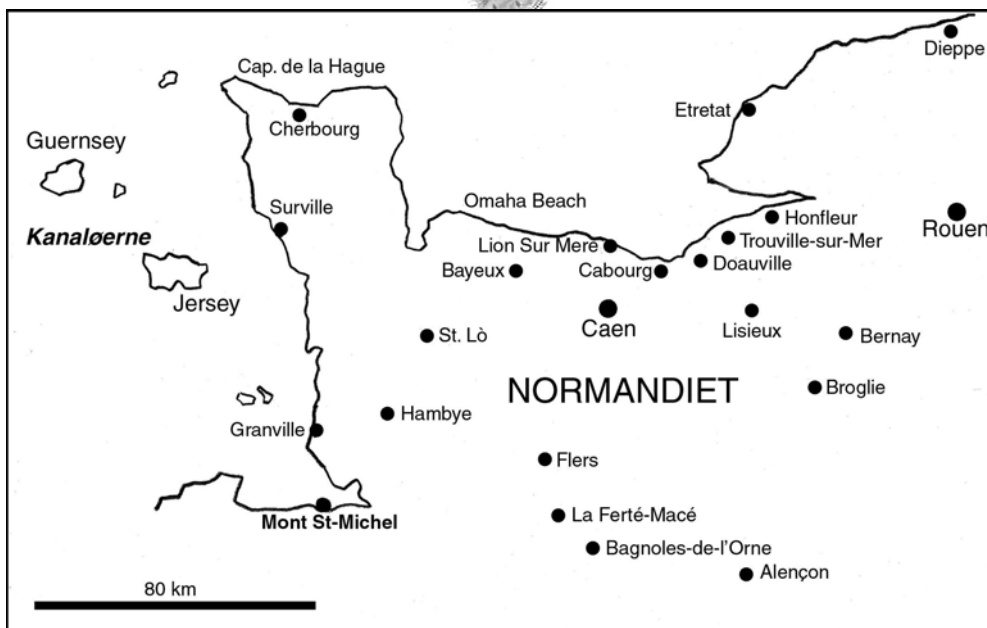 Dieppe
Cap. de la Hague
Etretat
Cherbourg
Guernsey
Surville
Omaha Beach
Honfleur
Rouen
Kanaløerne
Lion Sur Mere
Trouville-sur-Mer
Bayeux
Cabourg
Doauville
Jersey
Caen
Lisieux
St. Lò
Bernay
NORMANDIET
Broglie
Hambye
Granville
Flers
Mont St-Michel
La Ferté-Macé
Bagnoles-de-l'Orne
Alençon
80 km